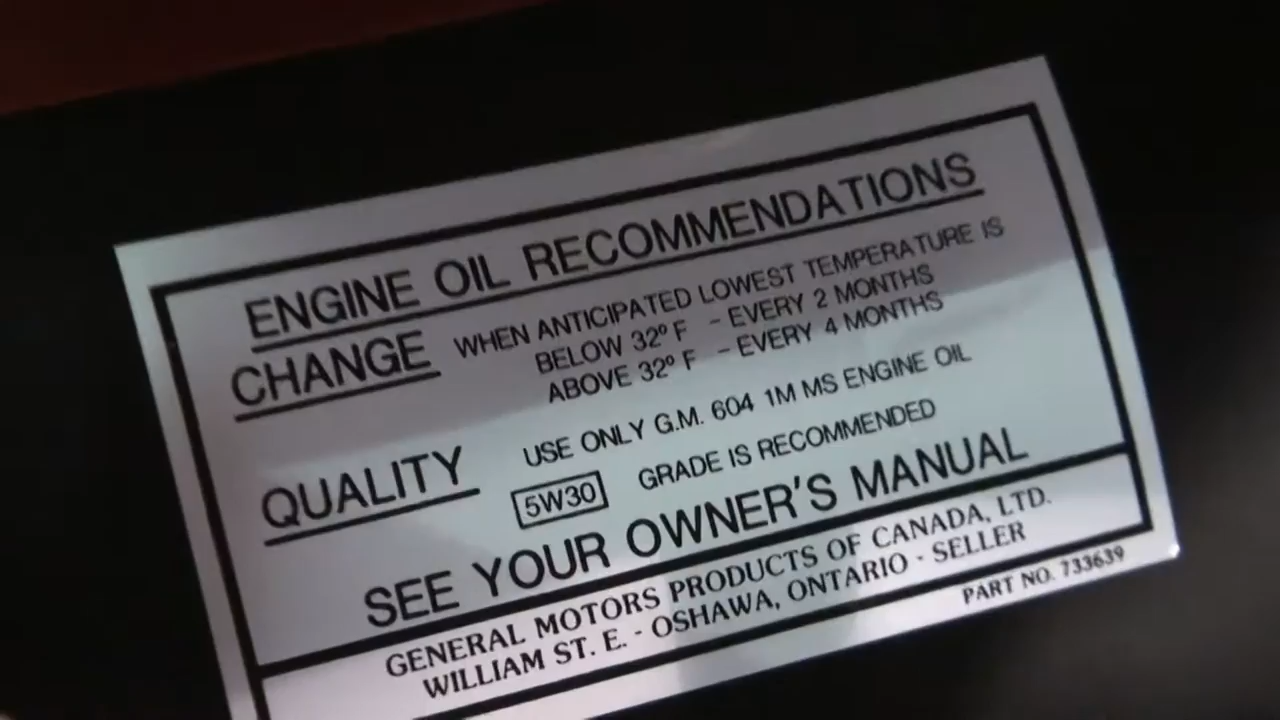 ENGINE OIL RECOMMENDATIONS
CHANGE WHEN ANTICIPATED LOWEST TEMPERATURE IS
BELOW 32º F - EVERY 2 MONTHS
ABOVE 32º F - EVERY 4 MONTHS
QUALITY USE ONLY G.M. 604 1M MS ENGINE OIL
5W30 GRADE IS RECOMMENDED
SEE YOUR OWNER'S MANUAL
GENERAL MOTORS PRODUCTS OF CANADA, LTD.
WILLIAM ST. E. - OSHAWA, ONTARIO - SELLER
PART NO. 733639